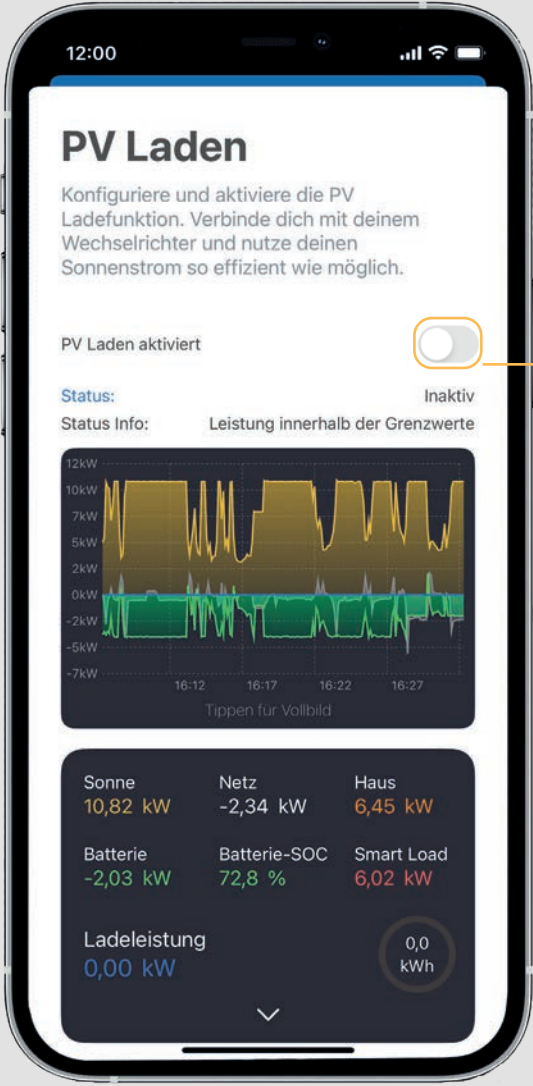 12:00
PV Laden
Konfiguriere und aktiviere die PV
Ladefunktion. Verbinde dich mit deinem
Wechselrichter und nutze deinen
Sonnenstrom so effizient wie möglich.
PV Laden aktiviert
Status: Inaktiv
Status Info: Leistung innerhalb der Grenzwerte
12kW
10kW
7kW
5kW
2kW
0kW
-2kW
-5kW
-7kW
16:12 16:17 16:22 16:27
Tippen für Vollbild
Sonne Netz Haus
10,82 kW -2,34 kW 6,45 kW
Batterie Batterie-SOC Smart Load
-2,03 kW 72,8 % 6,02 kW
Ladeleistung
0,00 kW
0,0
kWh